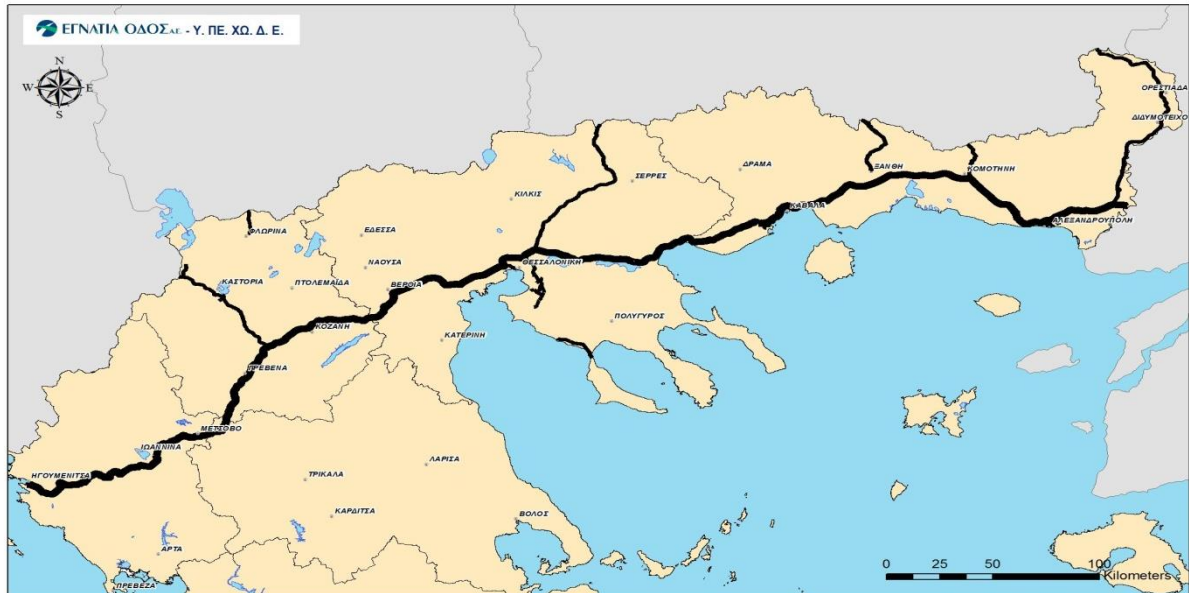 ΕΓΝΑΤΙΑ ΟΔΟΣ Α.Ε. - Υ. ΠΕ. ΧΩ. Δ. Ε.
N
W E
S
ΟΡΕΣΤΙΑΔΑ
ΔΙΔΥΜΟΤΕΙΧΟ
ΞΑΝΘΗ
ΚΟΜΟΤΗΝΗ
ΔΡΑΜΑ
ΣΕΡΡΕΣ
ΚΙΛΚΙΣ
ΚΑΒΑΛΑ
ΑΛΕΞΑΝΔΡΟΥΠΟΛΗ
ΦΛΩΡΙΝΑ
ΕΔΕΣΣΑ
ΝΑΟΥΣΑ
ΘΕΣΣΑΛΟΝΙΚΗ
ΚΑΣΤΟΡΙΑ
ΠΤΟΛΕΜΑΪΔΑ
ΒΕΡΟΙΑ
ΠΟΛΥΓΥΡΟΣ
ΚΟΖΑΝΗ
ΚΑΤΕΡΙΝΗ
ΓΡΕΒΕΝΑ
ΜΕΤΣΟΒΟ
ΙΩΑΝΝΙΝΑ
ΛΑΡΙΣΑ
ΗΓΟΥΜΕΝΙΤΣΑ
ΤΡΙΚΑΛΑ
ΚΑΡΔΙΤΣΑ
ΒΟΛΟΣ
ΑΡΤΑ
ΠΡΕΒΕΖΑ
0 25 50 100
Kilometers